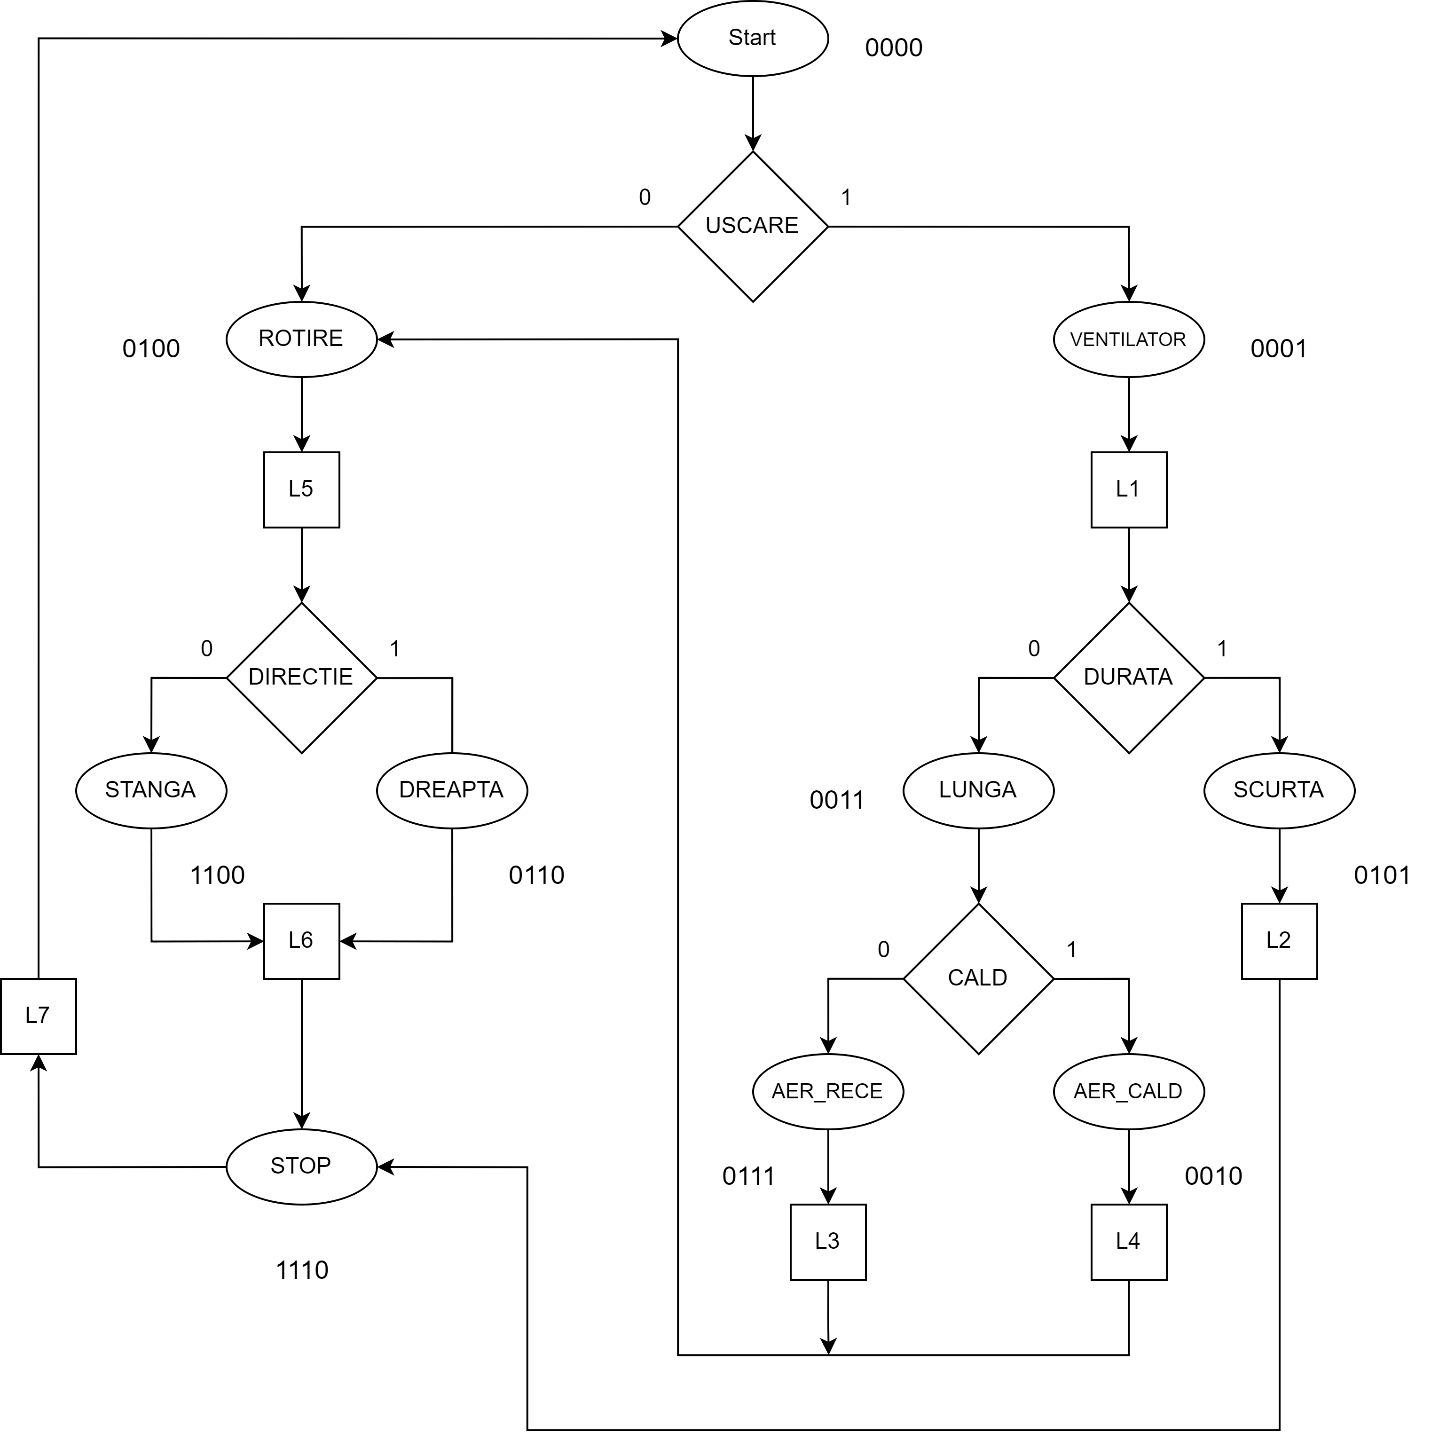 Start
0000
0
1
USCARE
ROTIRE
VENTILATOR
0100
0001
L5
L1
0
1
0
1
DIRECTIE
DURATA
STANGA
DREAPTA
LUNGA
SCURTA
0011
1100
0110
0101
L6
L2
0
1
CALD
L7
AER_RECE
AER_CALD
STOP
0111
0010
L3
L4
1110